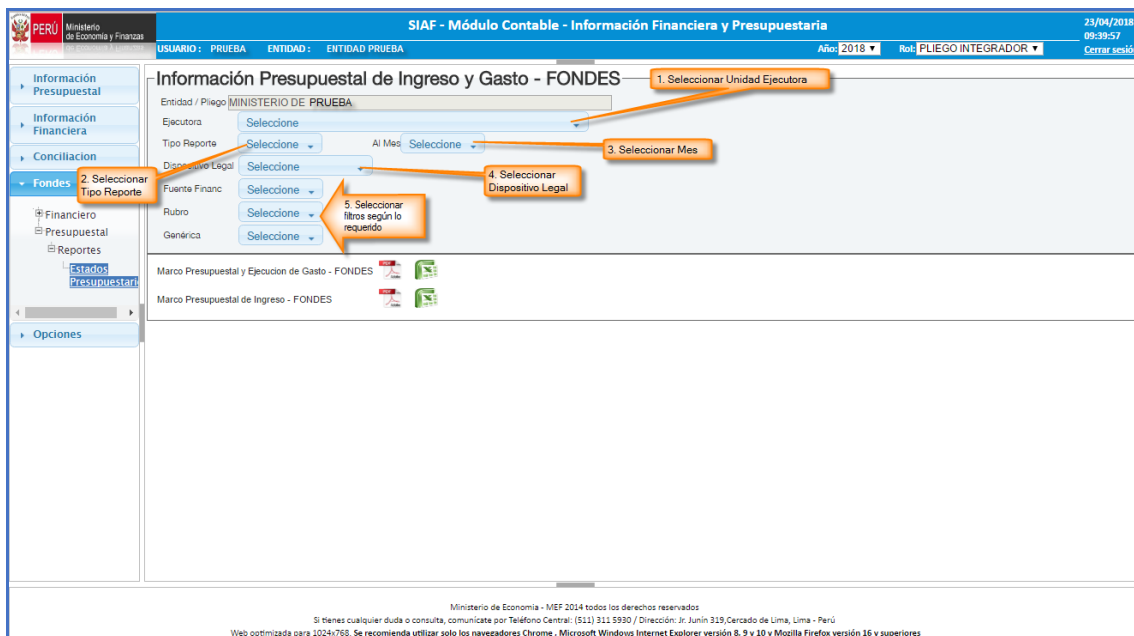 PERÚ
Ministerio
de Economía y Finanzas
SIAF - Módulo Contable - Información Financiera y Presupuestaria
23/04/2018
09:39:57
USUARIO : PRUEBA ENTIDAD : ENTIDAD PRUEBA
Año: 2018
Rol: PLIEGO INTEGRADOR
Cerrar sesió
Información
Presupuestal
Información
Financiera
Conciliacion
Fondes
Financiero
Presupuestal
Reportes
Estados
Presupuestari
Opciones
Información Presupuestal de Ingreso y Gasto - FONDES
1. Seleccionar Unidad Ejecutora
Entidad / Pliego MINISTERIO DE PRUEBA
Ejecutora Seleccione
Tipo Reporte Seleccione Al Mes Seleccione
3. Seleccionar Mes
2. Seleccionar
Tipo Reporte
Dispositivo Legal Seleccione
4. Seleccionar
Dispositivo Legal
Fuente Financ Seleccione
Rubro Seleccione
5. Seleccionar
filtros según lo
requerido
Genérica Seleccione
Marco Presupuestal y Ejecucion de Gasto - FONDES
Marco Presupuestal de Ingreso - FONDES
Ministerio de Economia - MEF 2014 todos los derechos reservados
Si tienes cualquier duda o consulta, comunicate por Teléfono Central: (511) 311 5930 / Dirección: Jr. Junín 319,Cercado de Lima, Lima - Perú
Web optimizada para 1024x768. Se recomienda utilizar solo los navegadores Chrome , Microsoft Windows Internet Explorer versión 8, 9 y 10 y Mozilla Firefox versión 16 y superiores